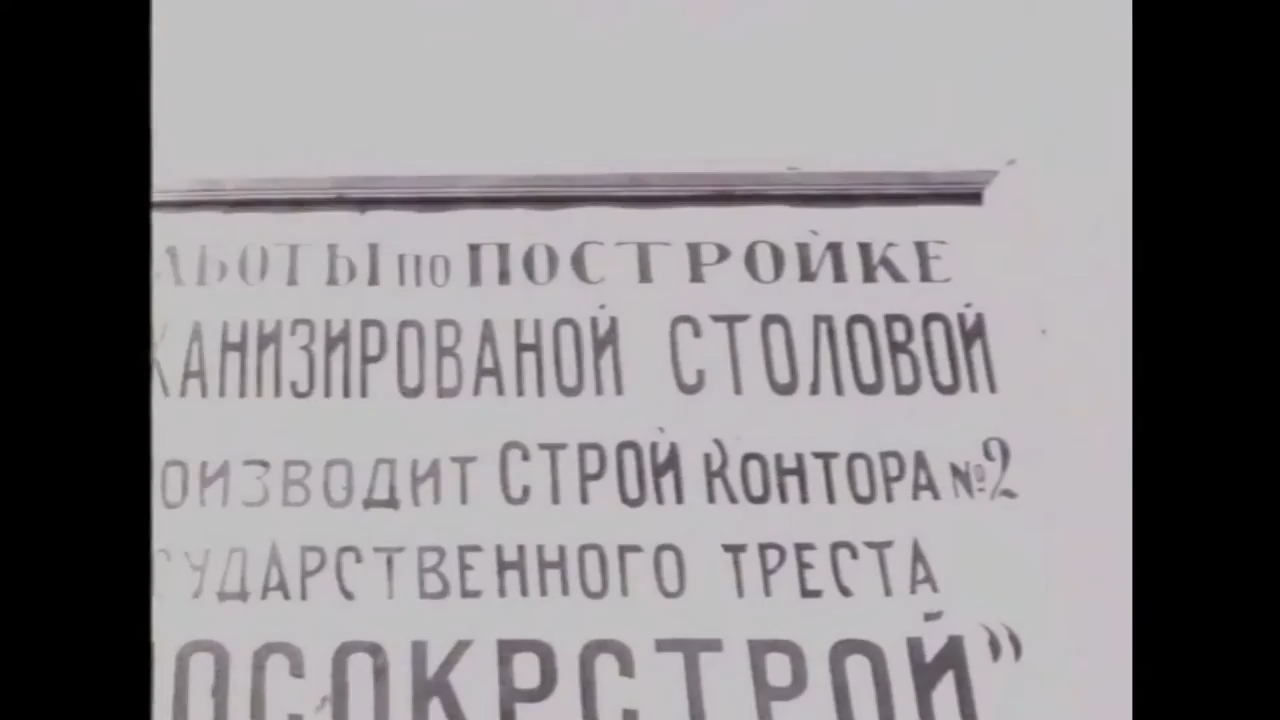 АБОТЫ по ПОСТРОЙКЕ
КАНИЗИРОВАНОЙ СТОЛОВОЙ
ОИЗВОДИТ СТРОЙ КОНТОРА №2
СУДАРСТВЕННОГО ТРЕСТА
ОСОКРСТРОЙ”